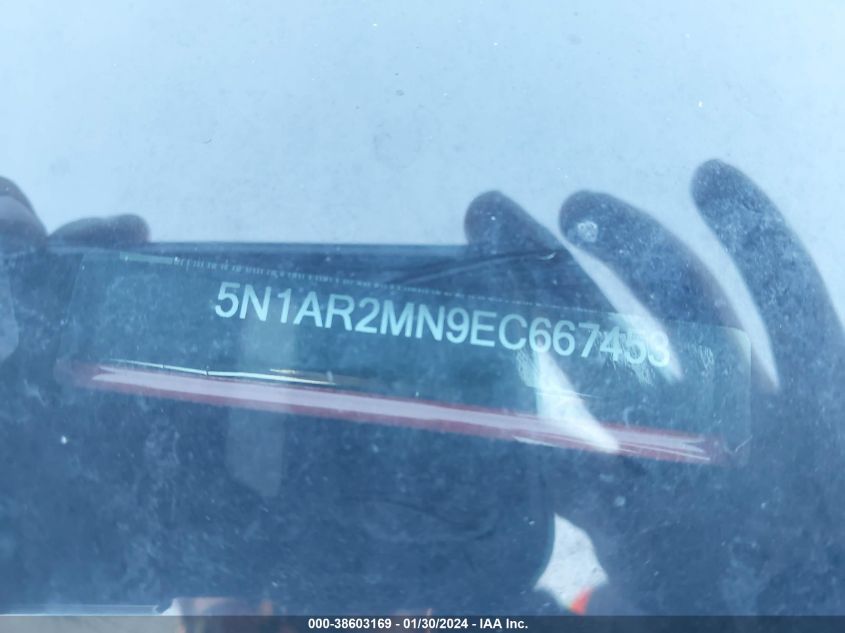 5N1AR2MN9EC667453
000-38603169 - 01/30/2024 - IAA Inc.